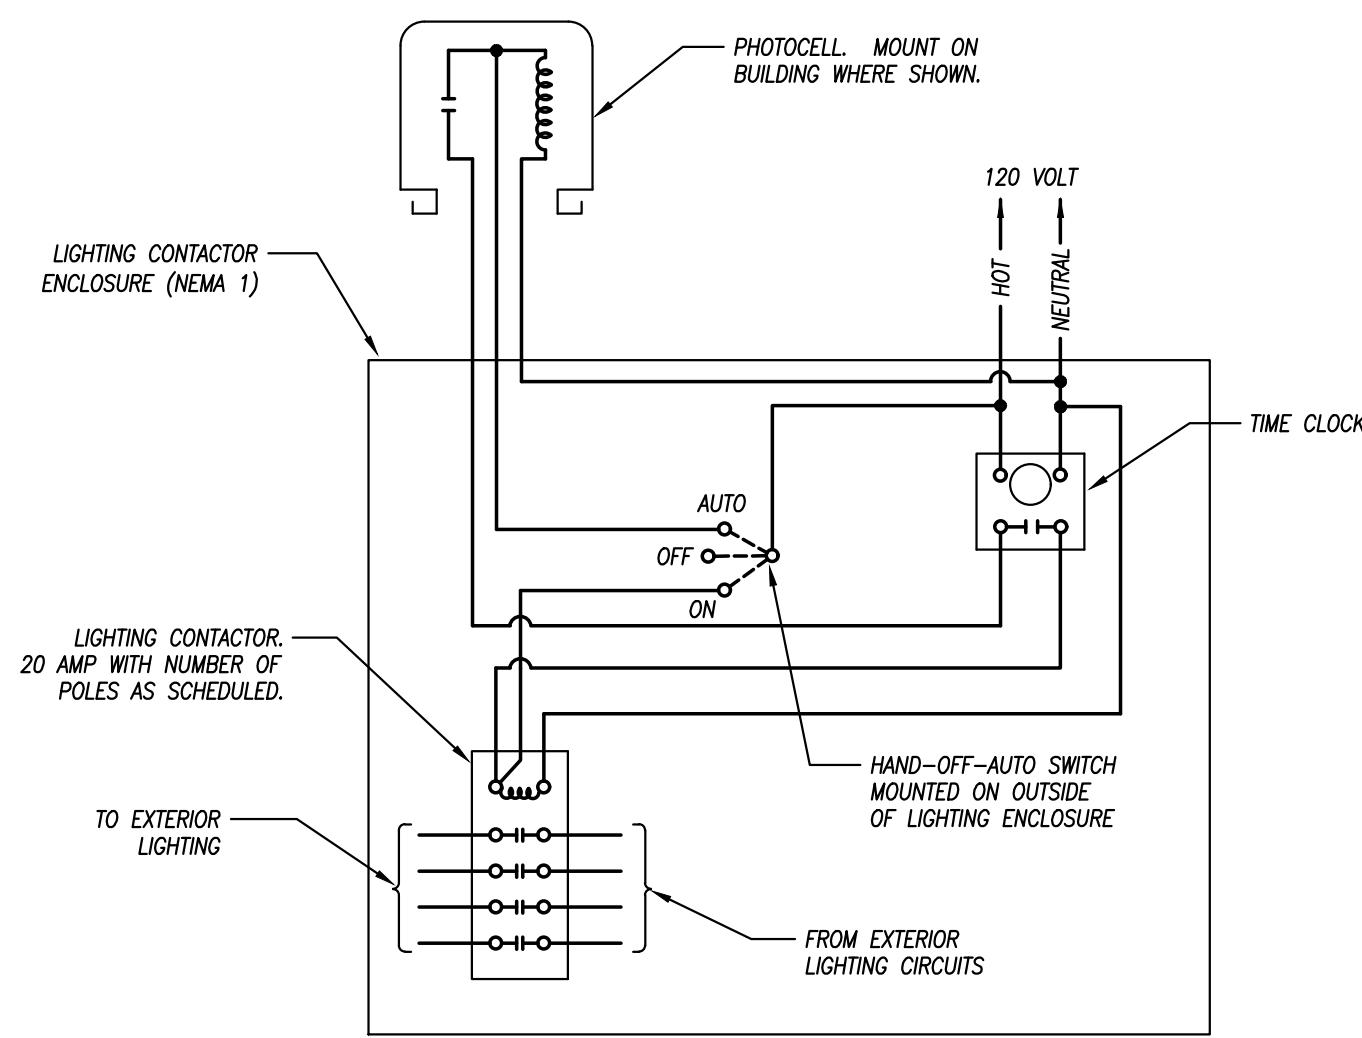 PHOTOCELL. MOUNT ON
BUILDING WHERE SHOWN.
120 VOLT
HOT
NEUTRAL
LIGHTING CONTACTOR
ENCLOSURE (NEMA 1)
TIME CLOCK
AUTO
OFF
ON
LIGHTING CONTACTOR.
20 AMP WITH NUMBER OF
POLES AS SCHEDULED.
HAND-OFF-AUTO SWITCH
MOUNTED ON OUTSIDE
OF LIGHTING ENCLOSURE
TO EXTERIOR
LIGHTING
FROM EXTERIOR
LIGHTING CIRCUITS